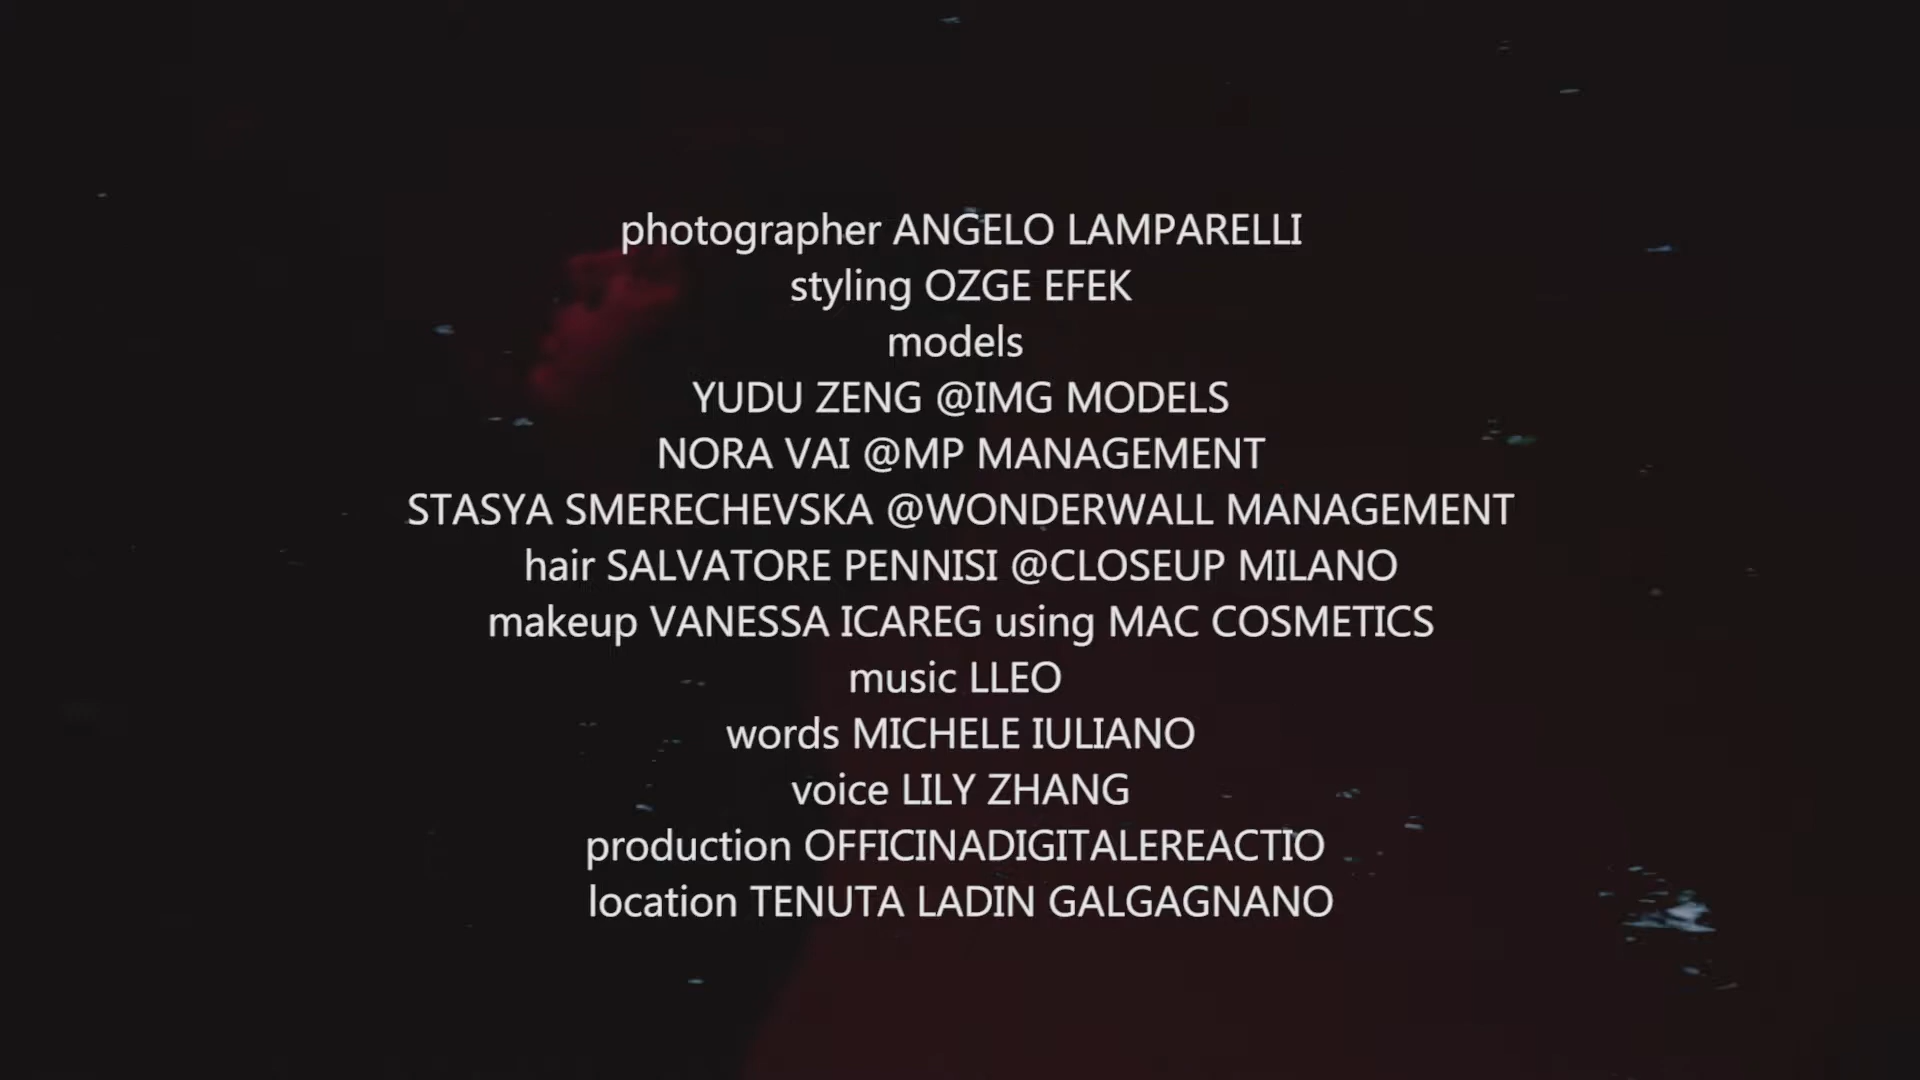 photographer ANGELO LAMPARELLI
styling OZGE EFEK
models
YUDU ZENG @IMG MODELS
NORA VAI @MP MANAGEMENT
STASYA SMERECHEVSKA @WONDERWALL MANAGEMENT
hair SALVATORE PENNISI @CLOSEUP MILANO
makeup VANESSA ICAREG using MAC COSMETICS
music LLEO
words MICHELE IULIANO
voice LILY ZHANG
production OFFICINADIGITALEREACTIO
location TENUTA LADIN GALGAGNANO